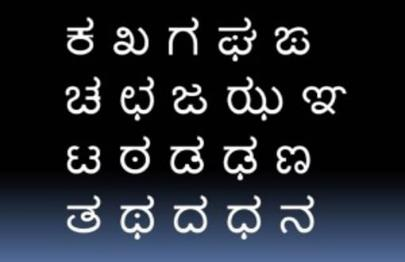 ಕ ಖ ಗ ಘ ಙ
ಚ ಛ ಜ ಝ ಞ
ಟ ಠ ಡ ಢ ಣ
ತ ಥ ದ ಧ ನ